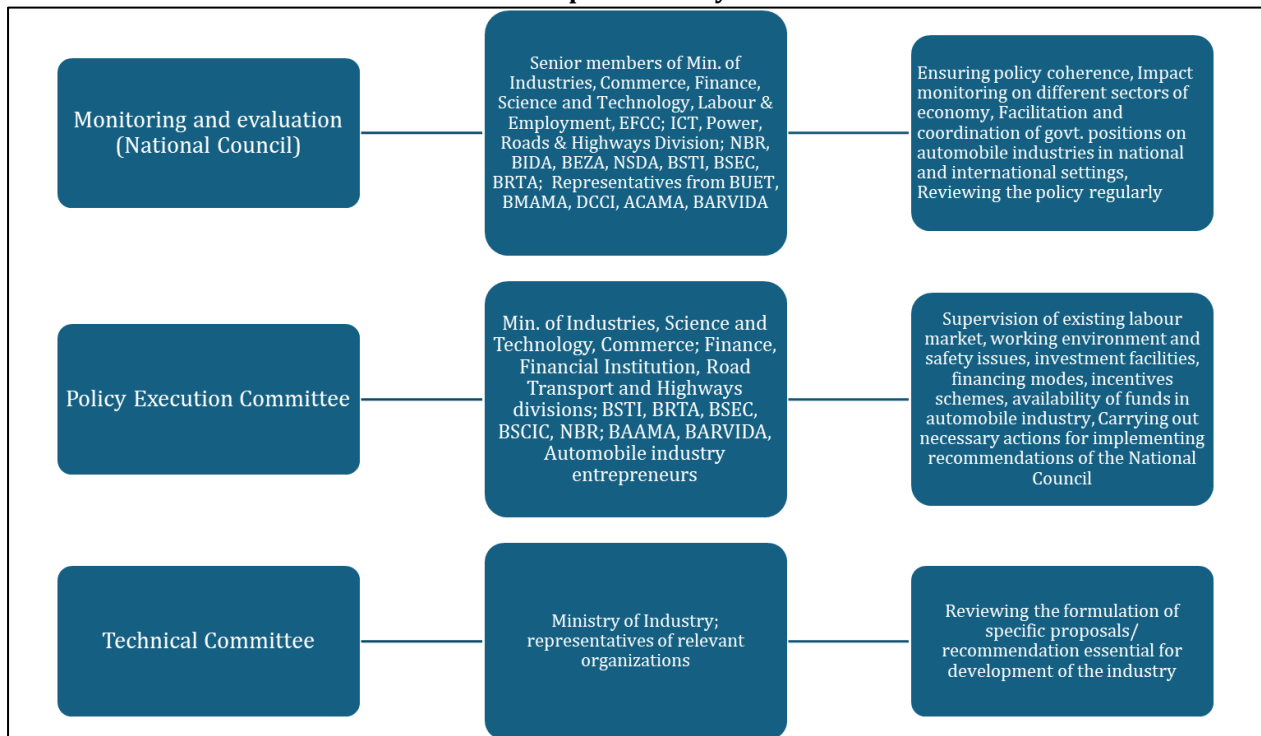 Monitoring and evaluation
(National Council)
Senior members of Min. of
Industries, Commerce, Finance,
Science and Technology, Labour &
Employment, EFCC; ICT, Power,
Roads & Highways Division; NBR,
BIDA, BEZA, NSDA, BSTI, BSEC,
BRTA; Representatives from BUET,
BMAMA, DCCI, ACAMA, BARVIDA
Ensuring policy coherence, Impact
monitoring on different sectors of
economy, Facilitation and
coordination of govt. positions on
automobile industries in national
and international settings,
Reviewing the policy regularly
Policy Execution Committee
Min. of Industries, Science and
Technology, Commerce; Finance,
Financial Institution, Road
Transport and Highways
divisions; BSTI, BRTA, BSEC,
BSCIC, NBR; BAAMA, BARVIDA,
Automobile industry
entrepreneurs
Supervision of existing labour
market, working environment and
safety issues, investment facilities,
financing modes, incentives
schemes, availability of funds in
automobile industry, Carrying out
necessary actions for implementing
recommendations of the National
Council
Technical Committee
Ministry of Industry;
representatives of relevant
organizations
Reviewing the formulation of
specific proposals/
recommendation essential for
development of the industry